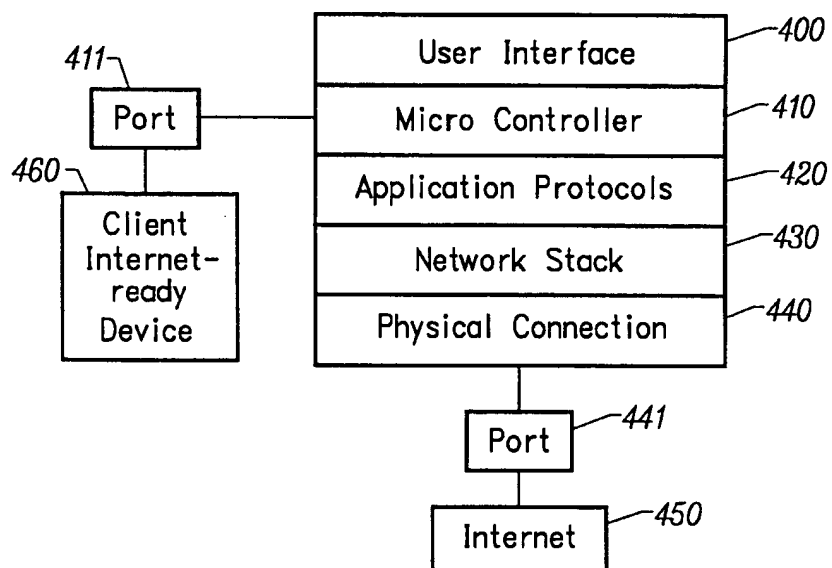 400
User Interface
411
Port
Micro Controller
410
460
Application Protocols
420
Client
Internet-
ready
Device
Network Stack
430
Physical Connection
440
Port
441
Internet
450